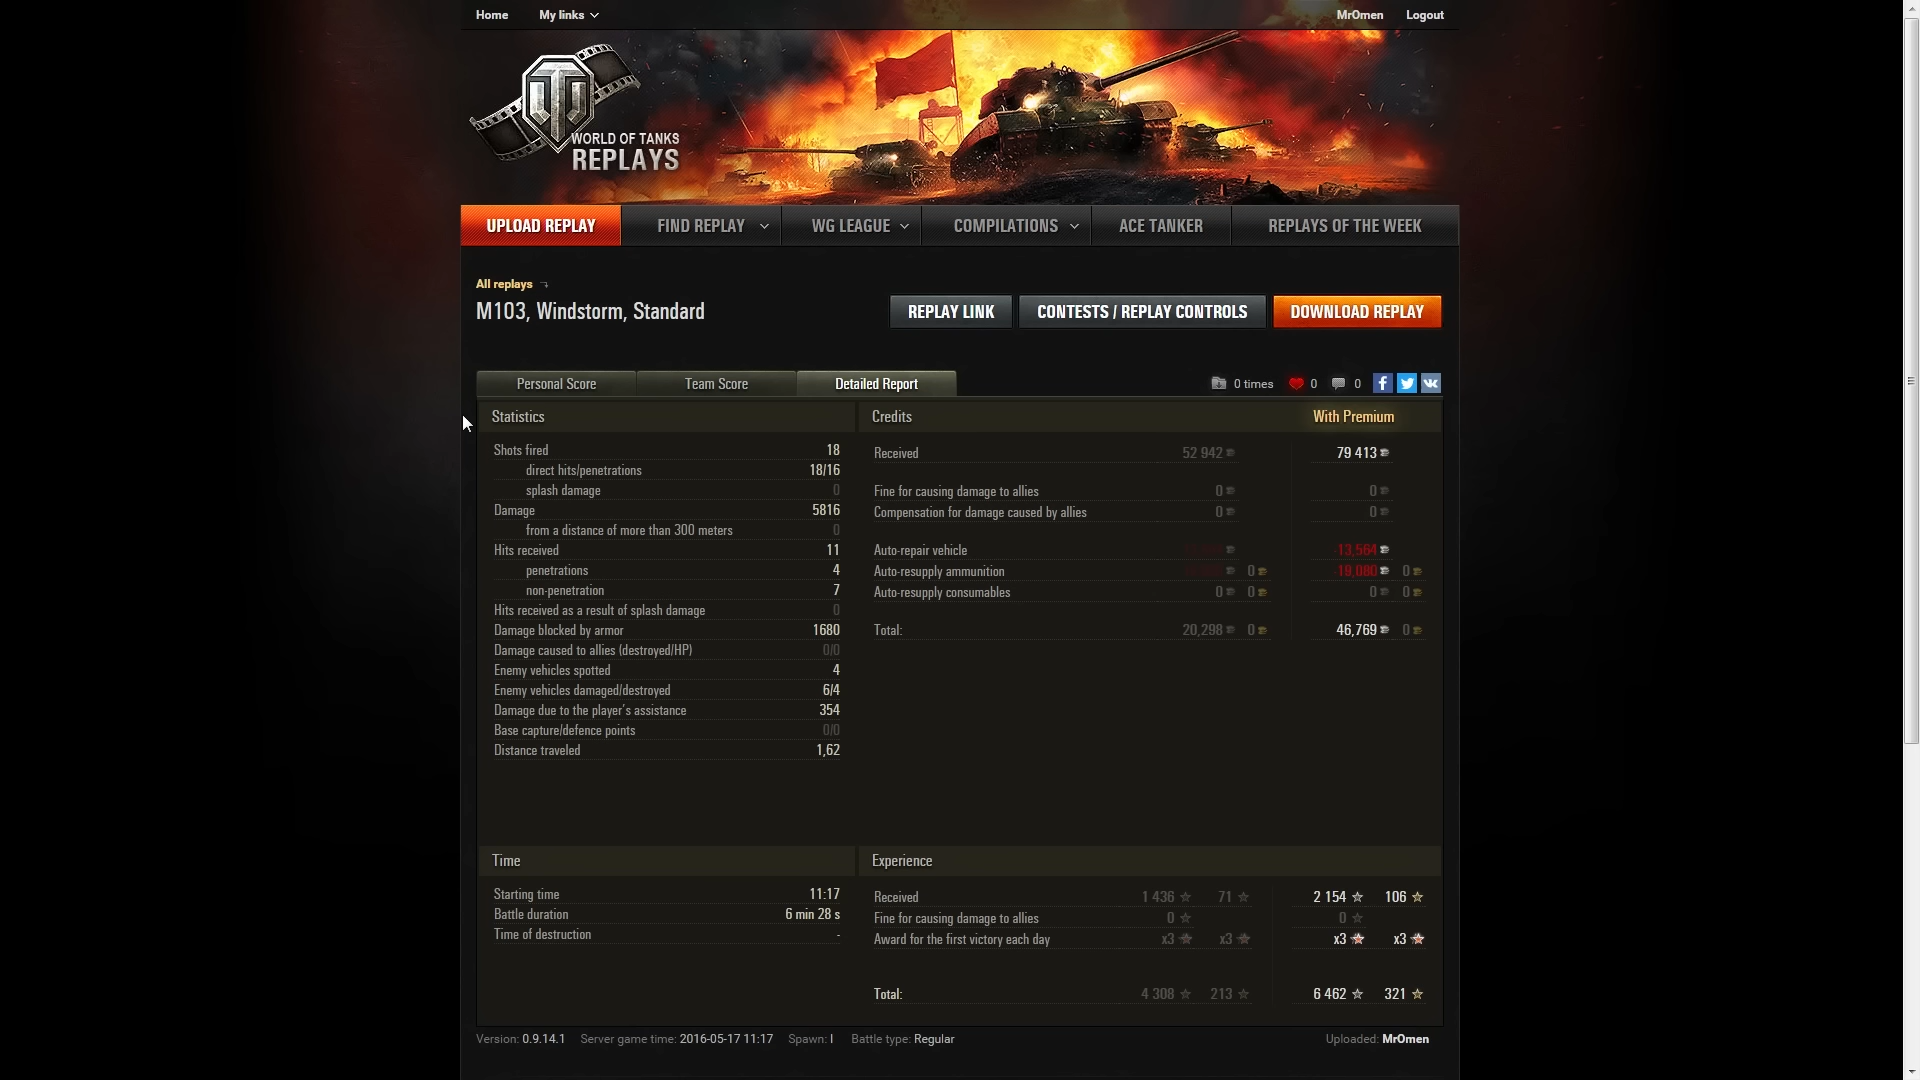 Home My links MrOmen Logout
WORLD OF TANKS
REPLAYS
UPLOAD REPLAY FIND REPLAY WG LEAGUE COMPILATIONS ACE TANKER REPLAYS OF THE WEEK
All replays
M103, Windstorm, Standard
REPLAY LINK CONTESTS / REPLAY CONTROLS DOWNLOAD REPLAY
Personal Score Team Score Detailed Report 0 times 0 0
Statistics Credits With Premium
Shots fired 18
direct hits/penetrations 18/16
splash damage 0
Damage 5816
from a distance of more than 300 meters 0
Hits received 11
penetrations 4
non-penetration 7
Hits received as a result of splash damage 0
Damage blocked by armor 1680
Damage caused to allies (destroyed/HP) 0/0
Enemy vehicles spotted 4
Enemy vehicles damaged/destroyed 6/4
Damage due to the player's assistance 354
Base capture/defence points 0/0
Distance traveled 1,62
Received 52 942 79 413
Fine for causing damage to allies 0 0
Compensation for damage caused by allies 0 0
Auto-repair vehicle -13,564
Auto-resupply ammunition 0 -19,080 0
Auto-resupply consumables 0 0 0 0
Total: 20,298 0 46,769 0
Time Experience
Starting time 11:17
Battle duration 6 min 28 s
Time of destruction -
Received 1 436 71 2 154 106
Fine for causing damage to allies 0 0
Award for the first victory each day x3 x3 x3 x3
Total: 4 308 213 6 462 321
Version: 0.9.14.1 Server game time: 2016-05-17 11:17 Spawn: I Battle type: Regular Uploaded: MrOmen